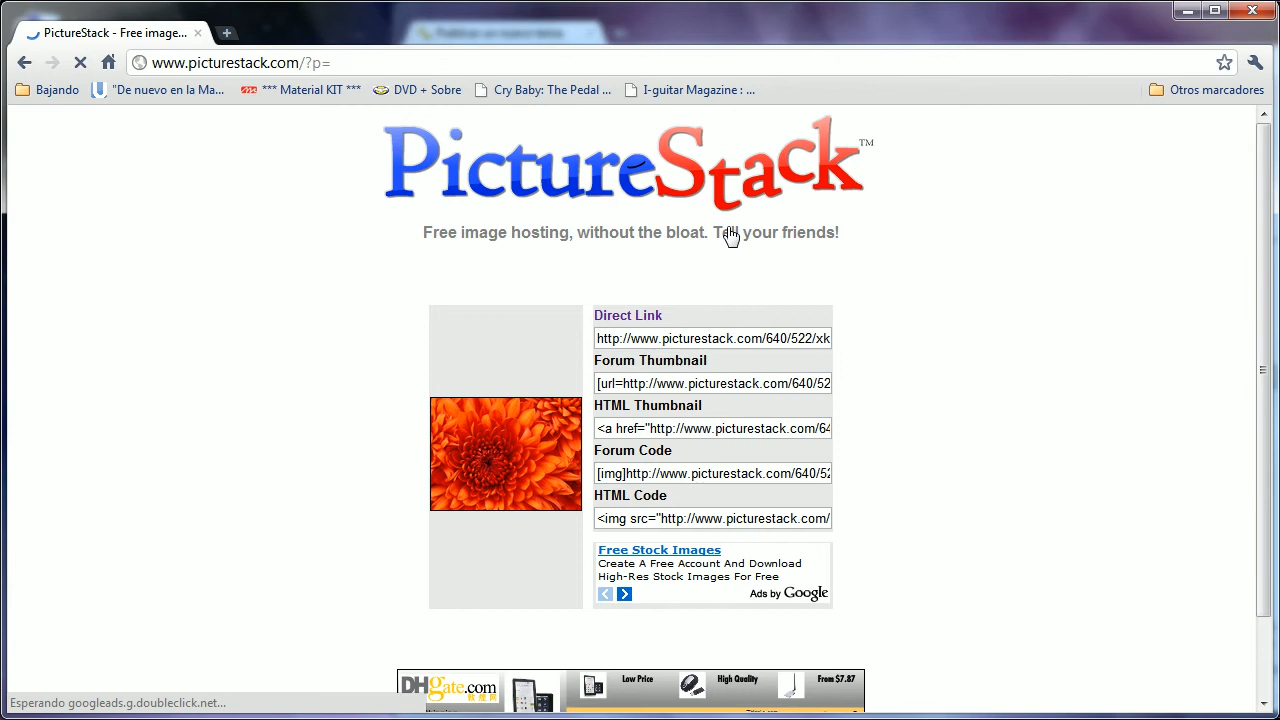 PictureStack - Free image...
www.picturestack.com/?p=
Bajando
"De nuevo en la Ma...
*** Material KIT ***
DVD + Sobre
Cry Baby: The Pedal ...
I-guitar Magazine : ...
Otros marcadores
PictureStack™
Free image hosting, without the bloat. Tell your friends!
Direct Link
http://www.picturestack.com/640/522/xk
Forum Thumbnail
[url=http://www.picturestack.com/640/52
HTML Thumbnail
<a href="http://www.picturestack.com/64
Forum Code
[img]http://www.picturestack.com/640/52
HTML Code
<img src="http://www.picturestack.com/
Free Stock Images
Create A Free Account And Download
High-Res Stock Images For Free
Ads by Google
DHgate.com
Low Price
High Quality
From $7.87
Esperando googleads.g.doubleclick.net...